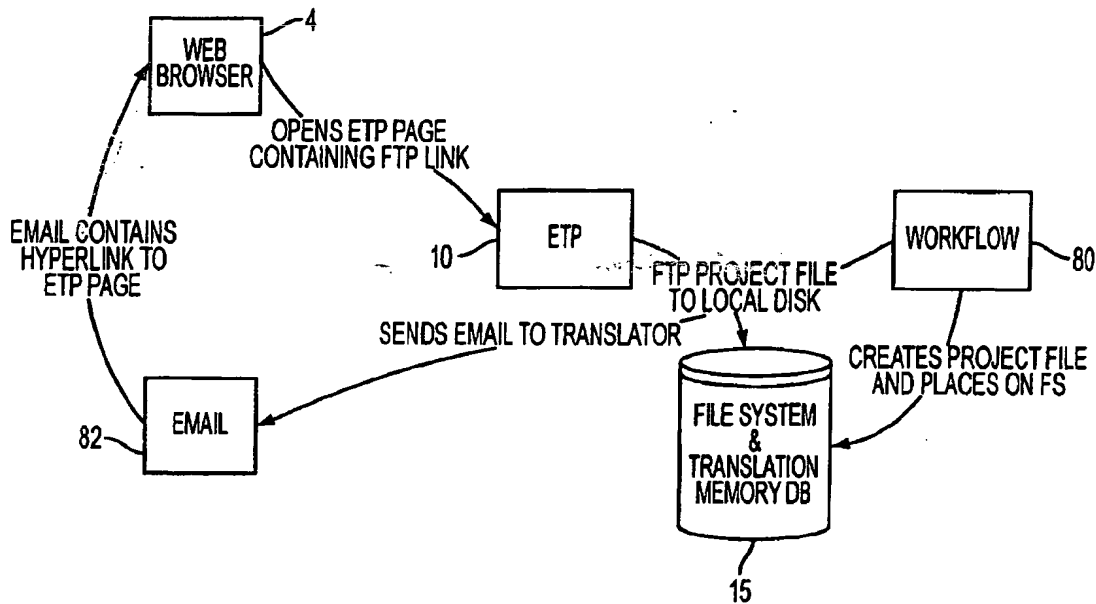 4
WEB
BROWSER
OPENS ETP PAGE
CONTAINING FTP LINK
EMAIL CONTAINS
HYPERLINK TO
ETP PAGE
ETP
10
WORKFLOW
80
FTP PROJECT FILE
TO LOCAL DISK
SENDS EMAIL TO TRANSLATOR
CREATES PROJECT FILE
AND PLACES ON FS
EMAIL
82
FILE SYSTEM
&
TRANSLATION
MEMORY DB
15